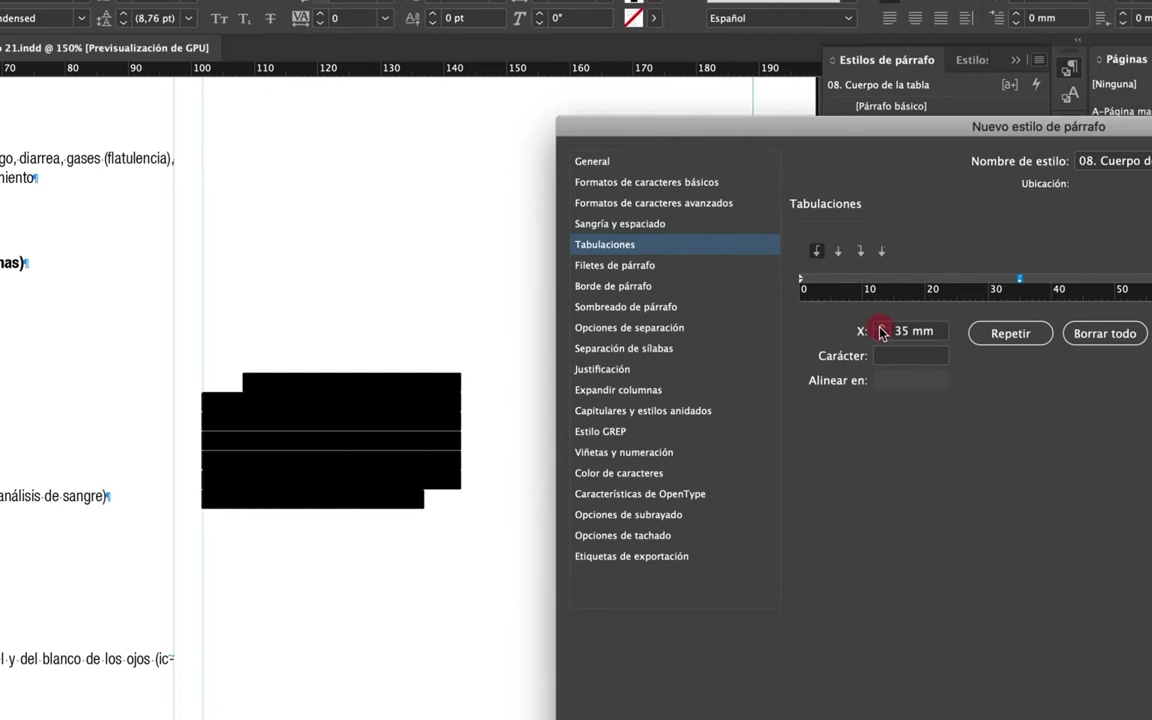 ndensed
(8,76 pt)
0
0 pt
0°
Español
0 mm
0 m
o 21.indd @ 150% [Previsualización de GPU]
70 80 90 100 110 120 130 140 150 160 170 180 190
Estilos de párrafo
Estilo:
Páginas
08. Cuerpo de la tabla
[a+]
[Ninguna]
[Párrafo básico]
A-Página ma
go, diarrea, gases (flatulencia),
miento¶
nas)¶
análisis de sangre)¶
l y del blanco de los ojos (ic-
Nuevo estilo de párrafo
General
Formatos de caracteres básicos
Formatos de caracteres avanzados
Sangría y espaciado
Tabulaciones
Filetes de párrafo
Borde de párrafo
Sombreado de párrafo
Opciones de separación
Separación de sílabas
Justificación
Expandir columnas
Capitulares y estilos anidados
Estilo GREP
Viñetas y numeración
Color de caracteres
Características de OpenType
Opciones de subrayado
Opciones de tachado
Etiquetas de exportación
Nombre de estilo: 08. Cuerpo de
Ubicación:
Tabulaciones
0 10 20 30 40 50
X: 35 mm
Repetir
Borrar todo
Carácter:
Alinear en: